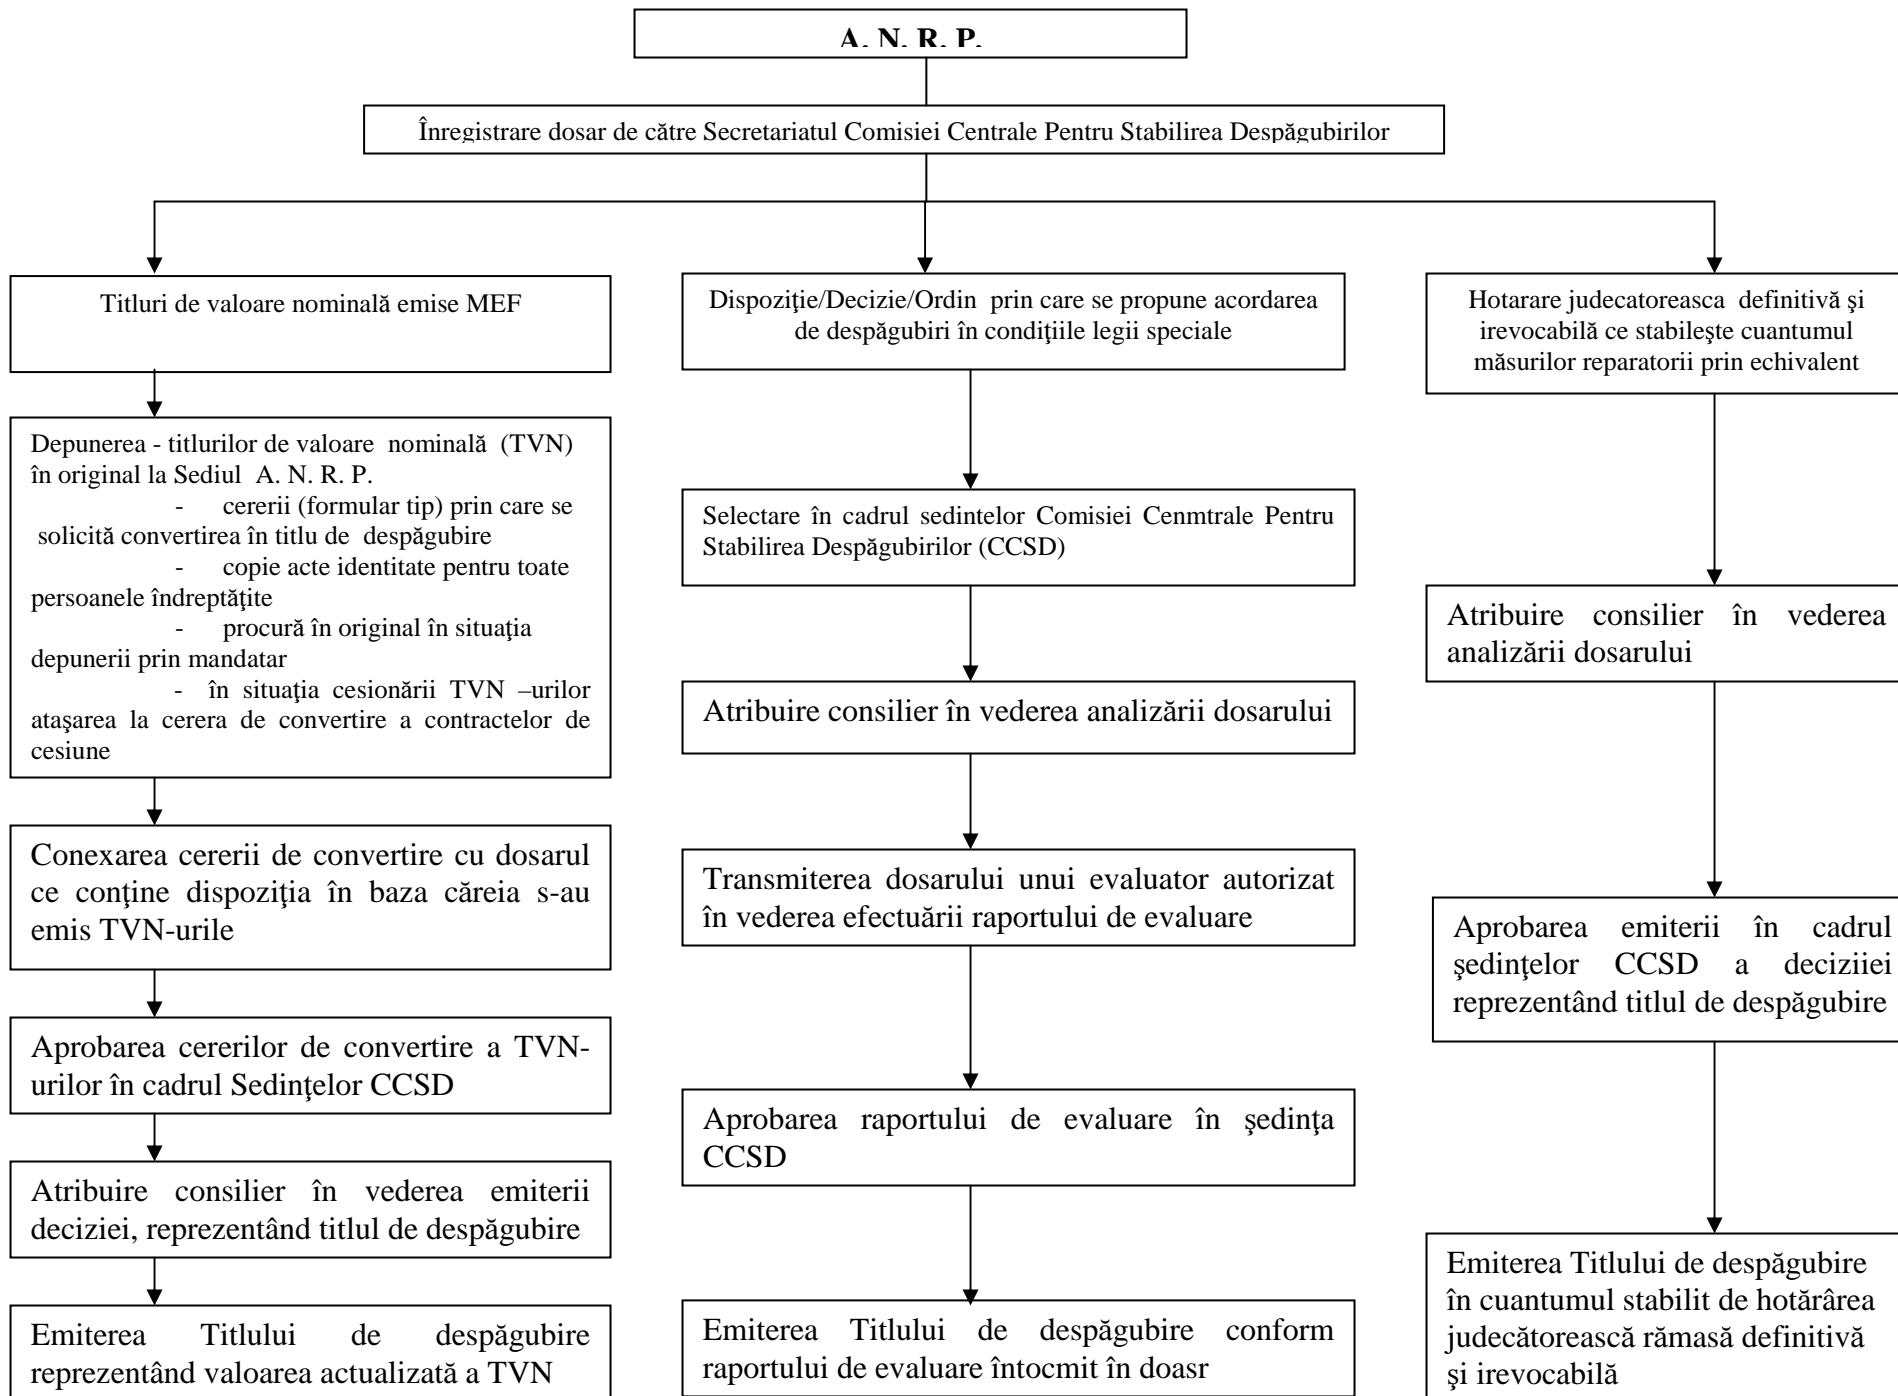 A. N. R. P.
Înregistrare dosar de către Secretariatul Comisiei Centrale Pentru Stabilirea Despăgubirilor
Titluri de valoare nominală emise MEF
Depunerea - titlurilor de valoare nominală (TVN)
în original la Sediul A. N. R. P.
- cererii (formular tip) prin care se
solicită convertirea în titlu de despăgubire
- copie acte identitate pentru toate
persoanele îndreptăţite
- procură în original în situaţia
depunerii prin mandatar
- în situaţia cesionării TVN –urilor
ataşarea la cerera de convertire a contractelor de
cesiune
Conexarea cererii de convertire cu dosarul
ce conţine dispoziţia în baza căreia s-au
emis TVN-urile
Aprobarea cererilor de convertire a TVN-
urilor în cadrul Sedinţelor CCSD
Atribuire consilier în vederea emiterii
deciziei, reprezentând titlul de despăgubire
Emiterea Titlului de despăgubire
reprezentând valoarea actualizată a TVN
Dispoziţie/Decizie/Ordin prin care se propune acordarea
de despăgubiri în condiţiile legii speciale
Selectare în cadrul sedintelor Comisiei Cenmtrale Pentru
Stabilirea Despăgubirilor (CCSD)
Atribuire consilier în vederea analizării dosarului
Transmiterea dosarului unui evaluator autorizat
în vederea efectuării raportului de evaluare
Aprobarea raportului de evaluare în şedinţa
CCSD
Emiterea Titlului de despăgubire conform
raportului de evaluare întocmit în doasr
Hotarare judecatoreasca definitivă şi
irevocabilă ce stabileşte cuantumul
măsurilor reparatorii prin echivalent
Atribuire consilier în vederea
analizării dosarului
Aprobarea emiterii în cadrul
şedinţelor CCSD a deciziiei
reprezentând titlul de despăgubire
Emiterea Titlului de despăgubire
în cuantumul stabilit de hotărârea
judecătorească rămasă definitivă
şi irevocabilă